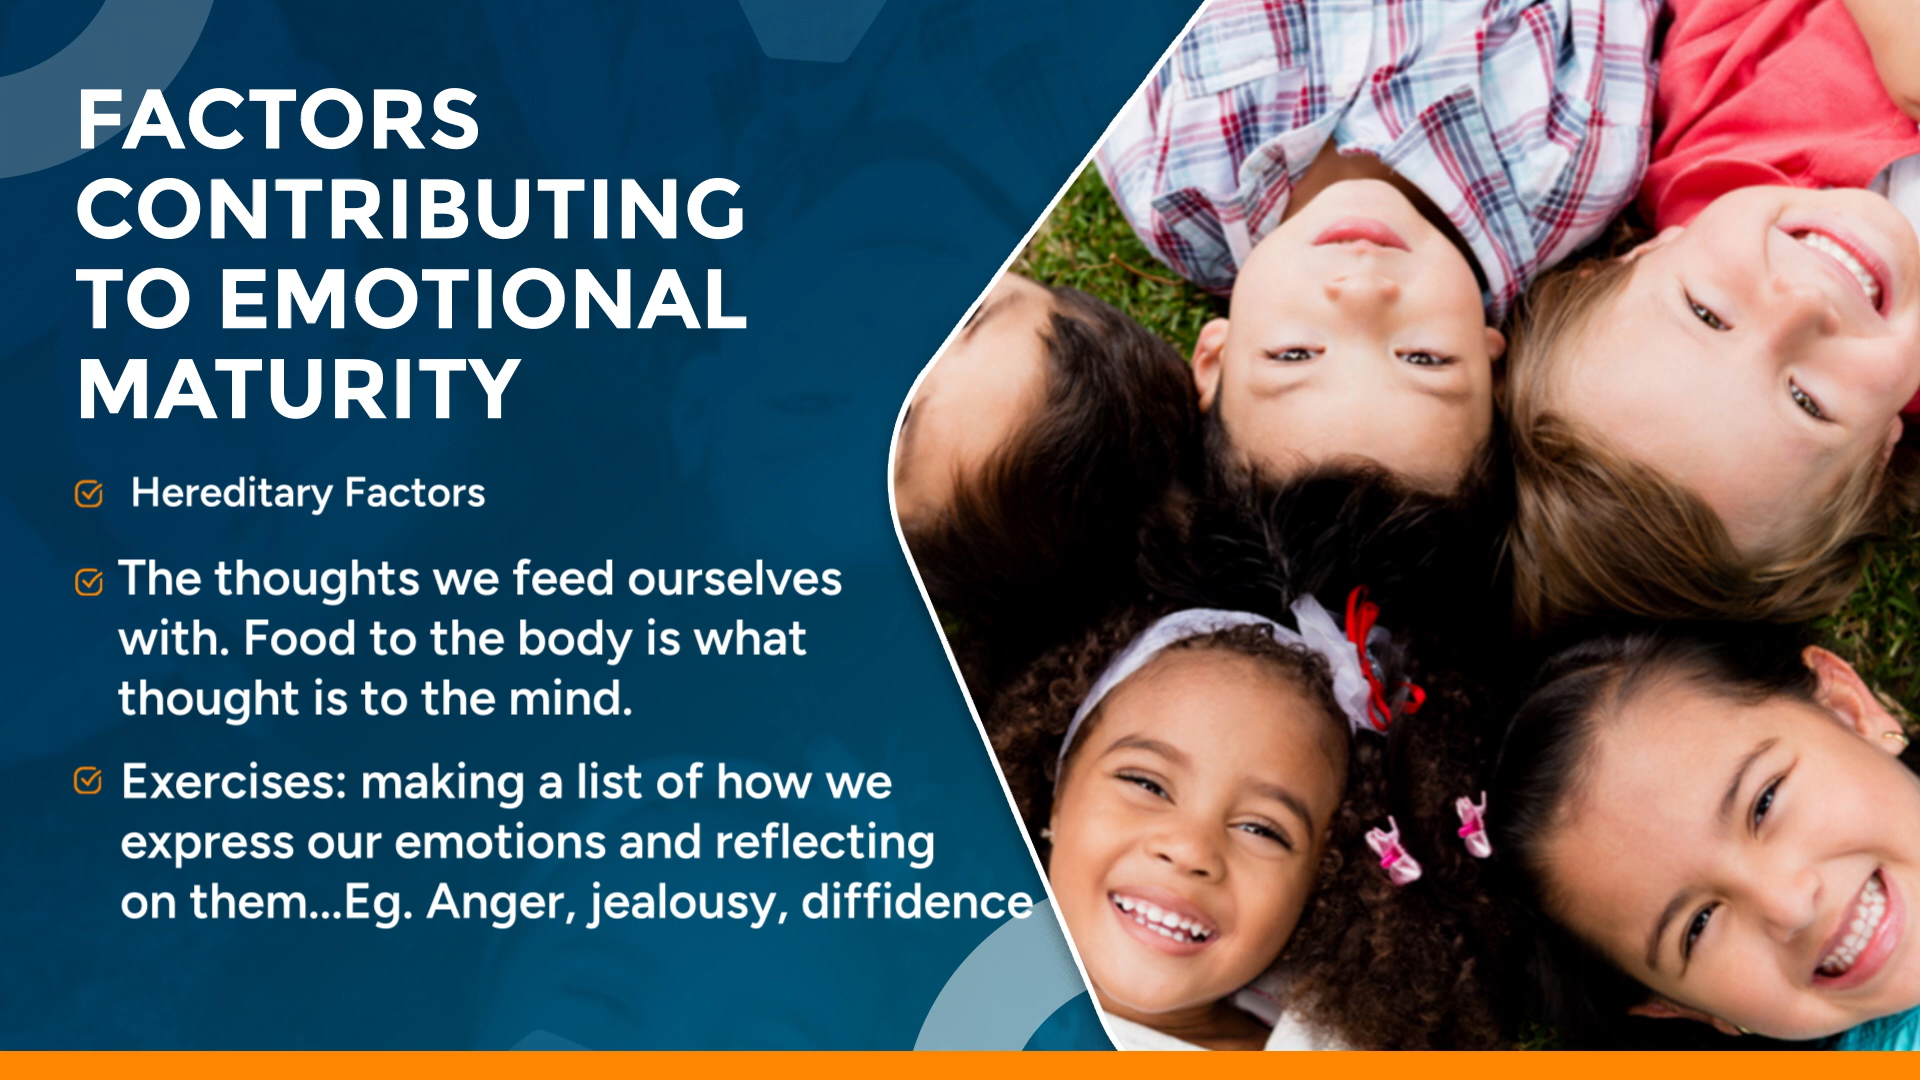 FACTORS
CONTRIBUTING
TO EMOTIONAL
MATURITY
Hereditary Factors
The thoughts we feed ourselves
with. Food to the body is what
thought is to the mind.
Exercises: making a list of how we
express our emotions and reflecting
on them...Eg. Anger, jealousy, diffidence